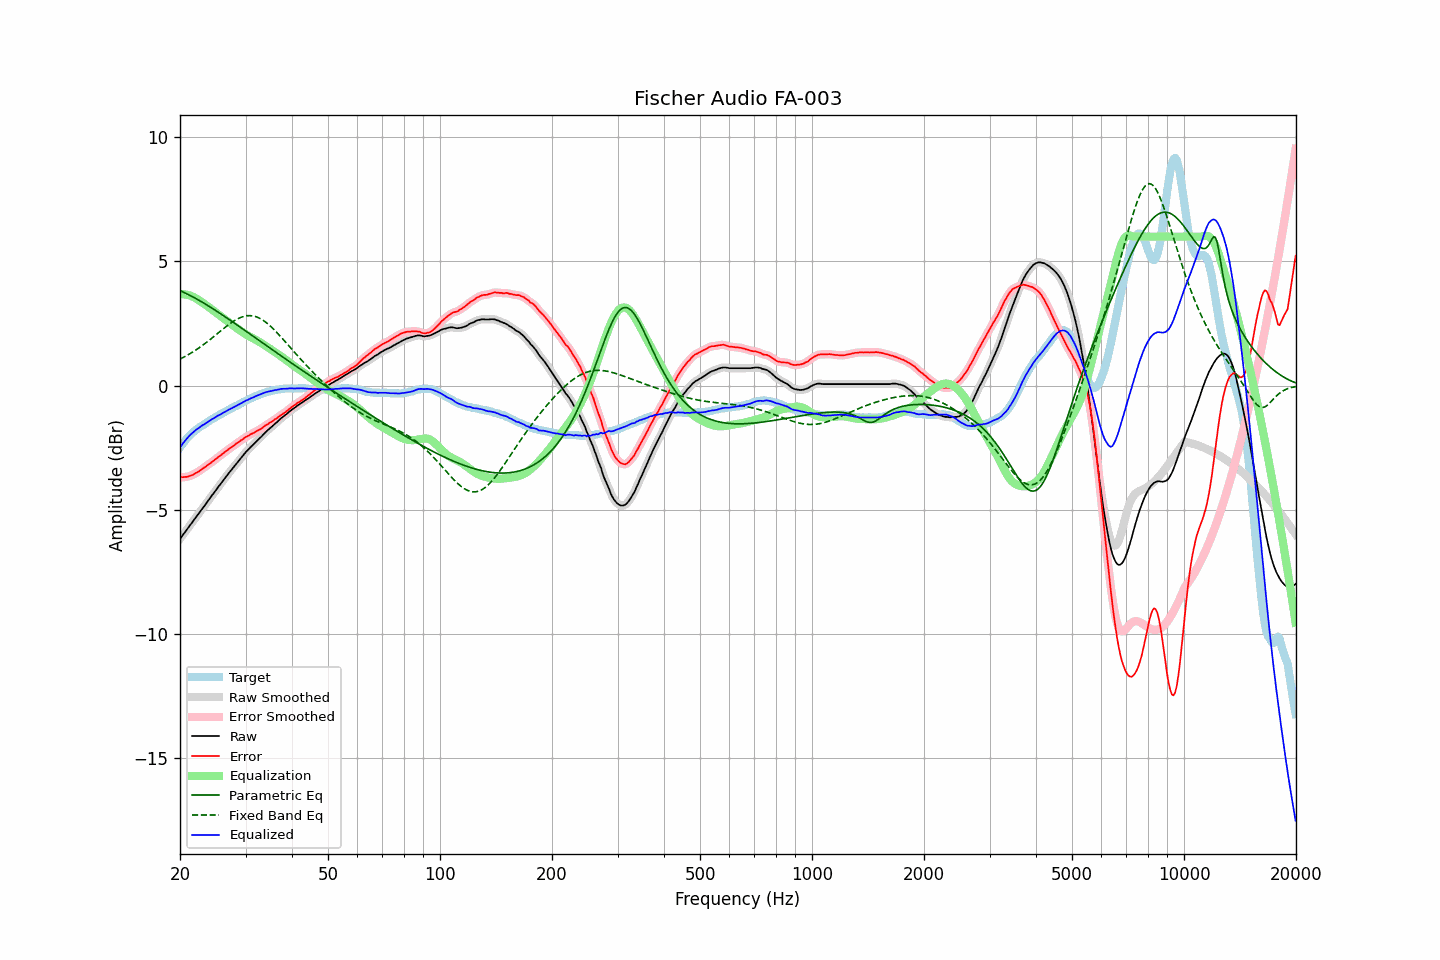 Fischer Audio FA-003
Amplitude (dBr)
10
5
0
−5
−10
−15
Target
Raw Smoothed
Error Smoothed
Raw
Error
Equalization
Parametric Eq
Fixed Band Eq
Equalized
20 50 100 200 500 1000 2000 5000 10000 20000
Frequency (Hz)